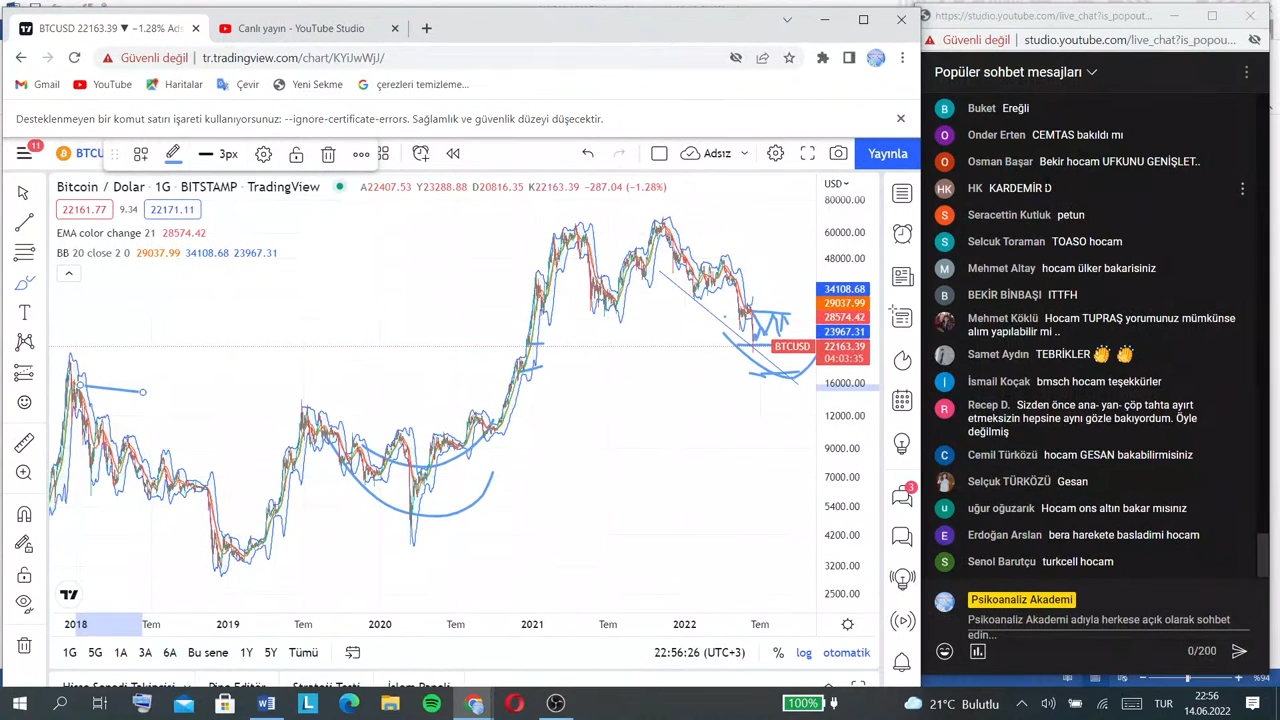 BTCUSD 22163.39 ▼ −1.28% Ads
Canlı yayın - YouTube Studio
https://studio.youtube.com/live_chat?is_popout...
Güvenli değil
tr.tradingview.com/chart/KYiJwWjJ/
Güvenli değil
studio.youtube.com/live_chat?is_popou...
Gmail
YouTube
Haritalar
Çevir
Yeni Sekme
çerezleri temizleme...
Desteklenmeyen bir komut satırı işareti kullanıyorsunuz: --ignore-certificate-errors. Sağlamlık ve güvenlik düzeyi düşecektir.
11
BTCU
3px
Adsız
Yayınla
Bitcoin / Dolar · 1G · BITSTAMP · TradingView
A22407.53 Y23288.88 D20816.35 K22163.39 −287.04 (−1.28%)
22161.77
9.34
22171.11
EMA color change 21 28574.42
BB 20 close 2 0 29037.99 34108.68 23967.31
USD
80000.00
60000.00
48000.00
34108.68
29037.99
28574.42
23967.31
BTCUSD
22163.39
04:03:35
16000.00
12000.00
9000.00
7000.00
5400.00
4200.00
3200.00
2500.00
2018
Tem
2019
Tem
2020
Tem
2021
Tem
2022
Tem
1G
5G
1A
3A
6A
Bu sene
1Y
5Y
Tümü
22:56:26 (UTC+3)
%
log
otomatik
3
Popüler sohbet mesajları
B Buket Ereğli
O Onder Erten CEMTAS bakıldı mı
O Osman Başar Bekir hocam UFKUNU GENİŞLET..
HK HK KARDEMİR D
S Seracettin Kutluk petun
S Selcuk Toraman TOASO hocam
M Mehmet Altay hocam ülker bakarisiniz
B BEKİR BİNBAŞI ITTFH
Mehmet Köklü Hocam TUPRAŞ yorumunuz mümkünse
alım yapılabilir mi ..
Samet Aydın TEBRİKLER 👏 👏
İ İsmail Koçak bmsch hocam teşekkürler
R Recep D. Sizden önce ana- yan- çöp tahta ayırt
etmeksizin hepsine aynı gözle bakıyordum. Öyle
değilmiş
C Cemil Türközü hocam GESAN bakabilirmisiniz
Selçuk TÜRKÖZÜ Gesan
u uğur oğuzarık Hocam ons altın bakar mısınız
E Erdoğan Arslan bera harekete basladimi hocam
S Senol Barutçu turkcell hocam
Psikoanaliz Akademi
Psikoanaliz Akademi adıyla herkese açık olarak sohbet
edin...
0/200
%94
100%
21°C Bulutlu
TUR
22:56
14.06.2022